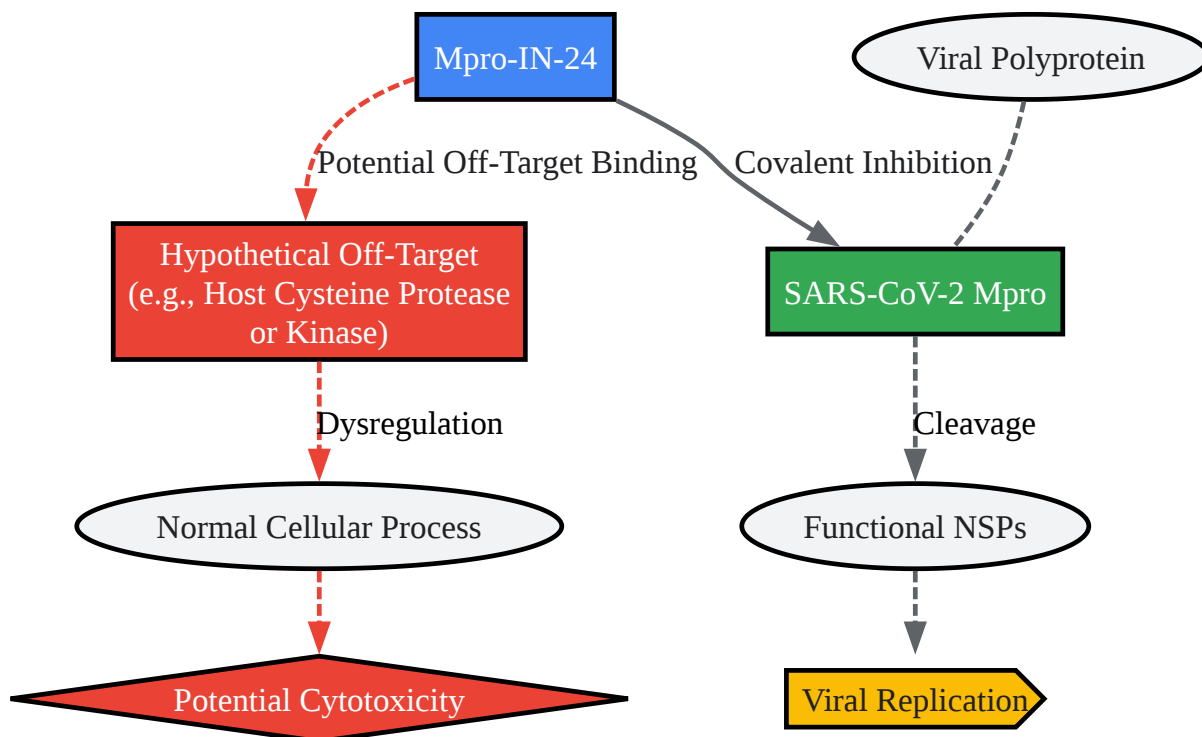 Mpro-IN-24
Viral Polyprotein
Potential Off-Target Binding
Covalent Inhibition
Hypothetical Off-Target
(e.g., Host Cysteine Protease
or Kinase)
SARS-CoV-2 Mpro
Dysregulation
Cleavage
Normal Cellular Process
Functional NSPs
Potential Cytotoxicity
Viral Replication